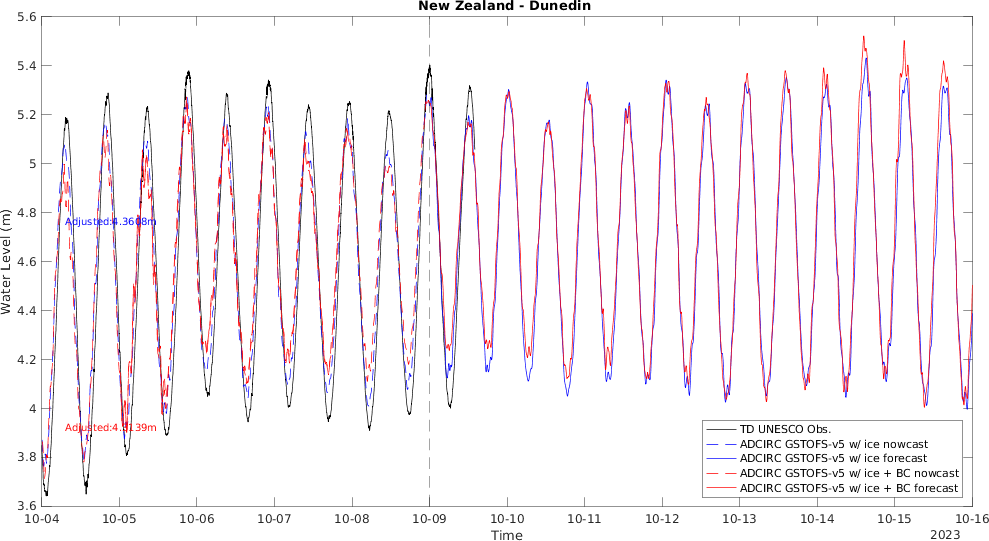 New Zealand - Dunedin
5.6
5.4
5.2
5
4.8
4.6
4.4
4.2
4
3.8
3.6
Water Level (m)
Adjusted:4.3608m
TD UNESCO Obs.
ADCIRC GSTOFS-v5 w/ ice nowcast
ADCIRC GSTOFS-v5 w/ ice forecast
ADCIRC GSTOFS-v5 w/ ice + BC nowcast
ADCIRC GSTOFS-v5 w/ ice + BC forecast
10-04
10-05
10-06
10-07
10-08
10-09
10-10
10-11
10-12
10-13
10-14
10-15
10-16
Time
2023